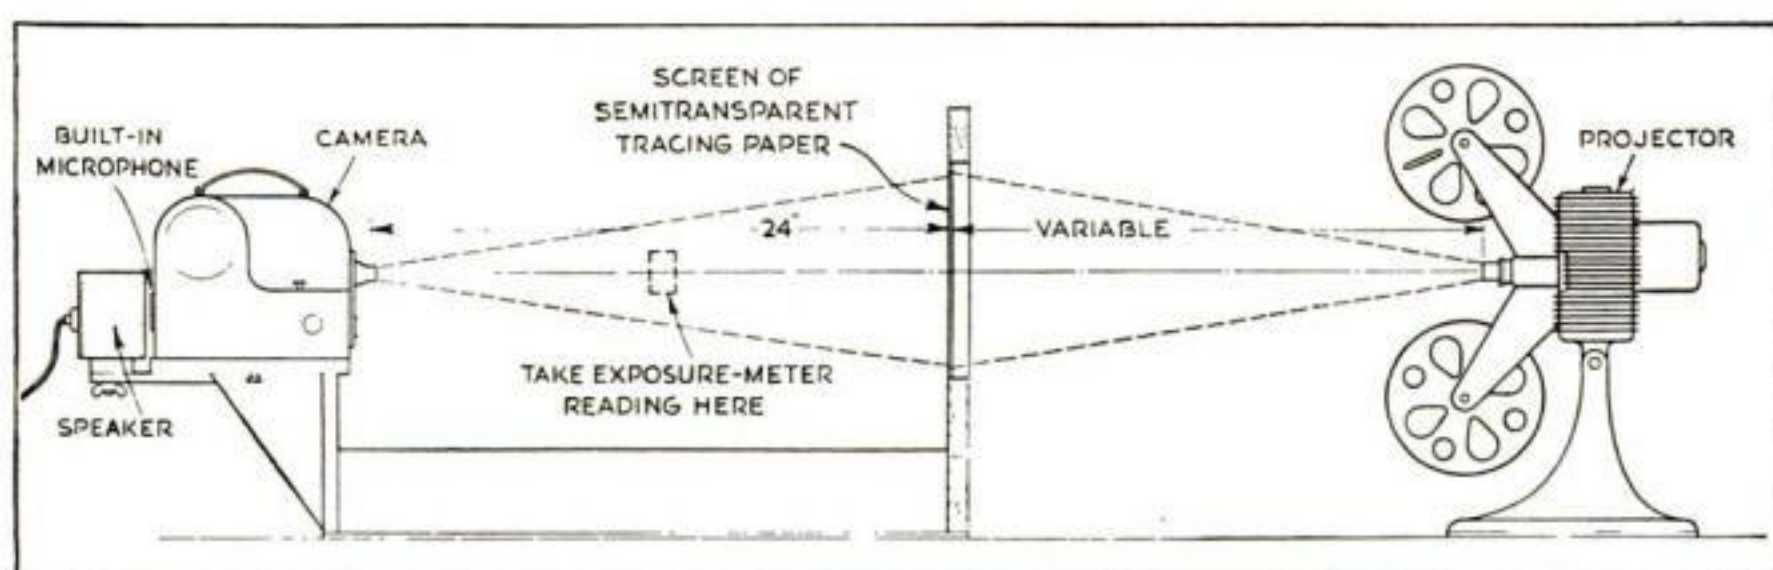 SCREEN OF
SEMITRANSPARENT
TRACING PAPER
BUILT-IN
MICROPHONE
CAMERA
PROJECTOR
24"
VARIABLE
TAKE EXPOSURE-METER
READING HERE
SPEAKER